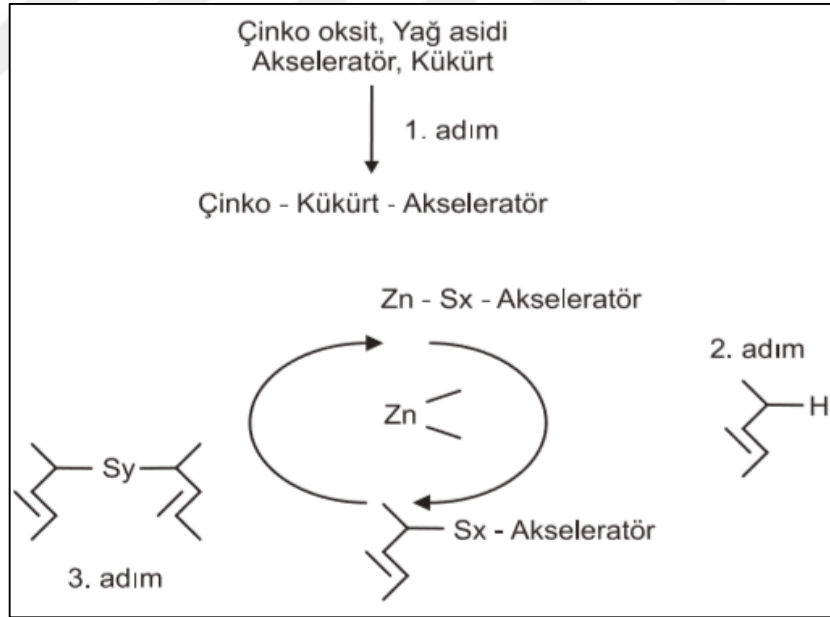 Çinko oksit, Yağ asidi
Akseleratör, Kükürt
1. adım
Çinko - Kükürt - Akseleratör
Zn - Sx - Akseleratör
2. adım
H
Zn
Sy
Sx - Akseleratör
3. adım